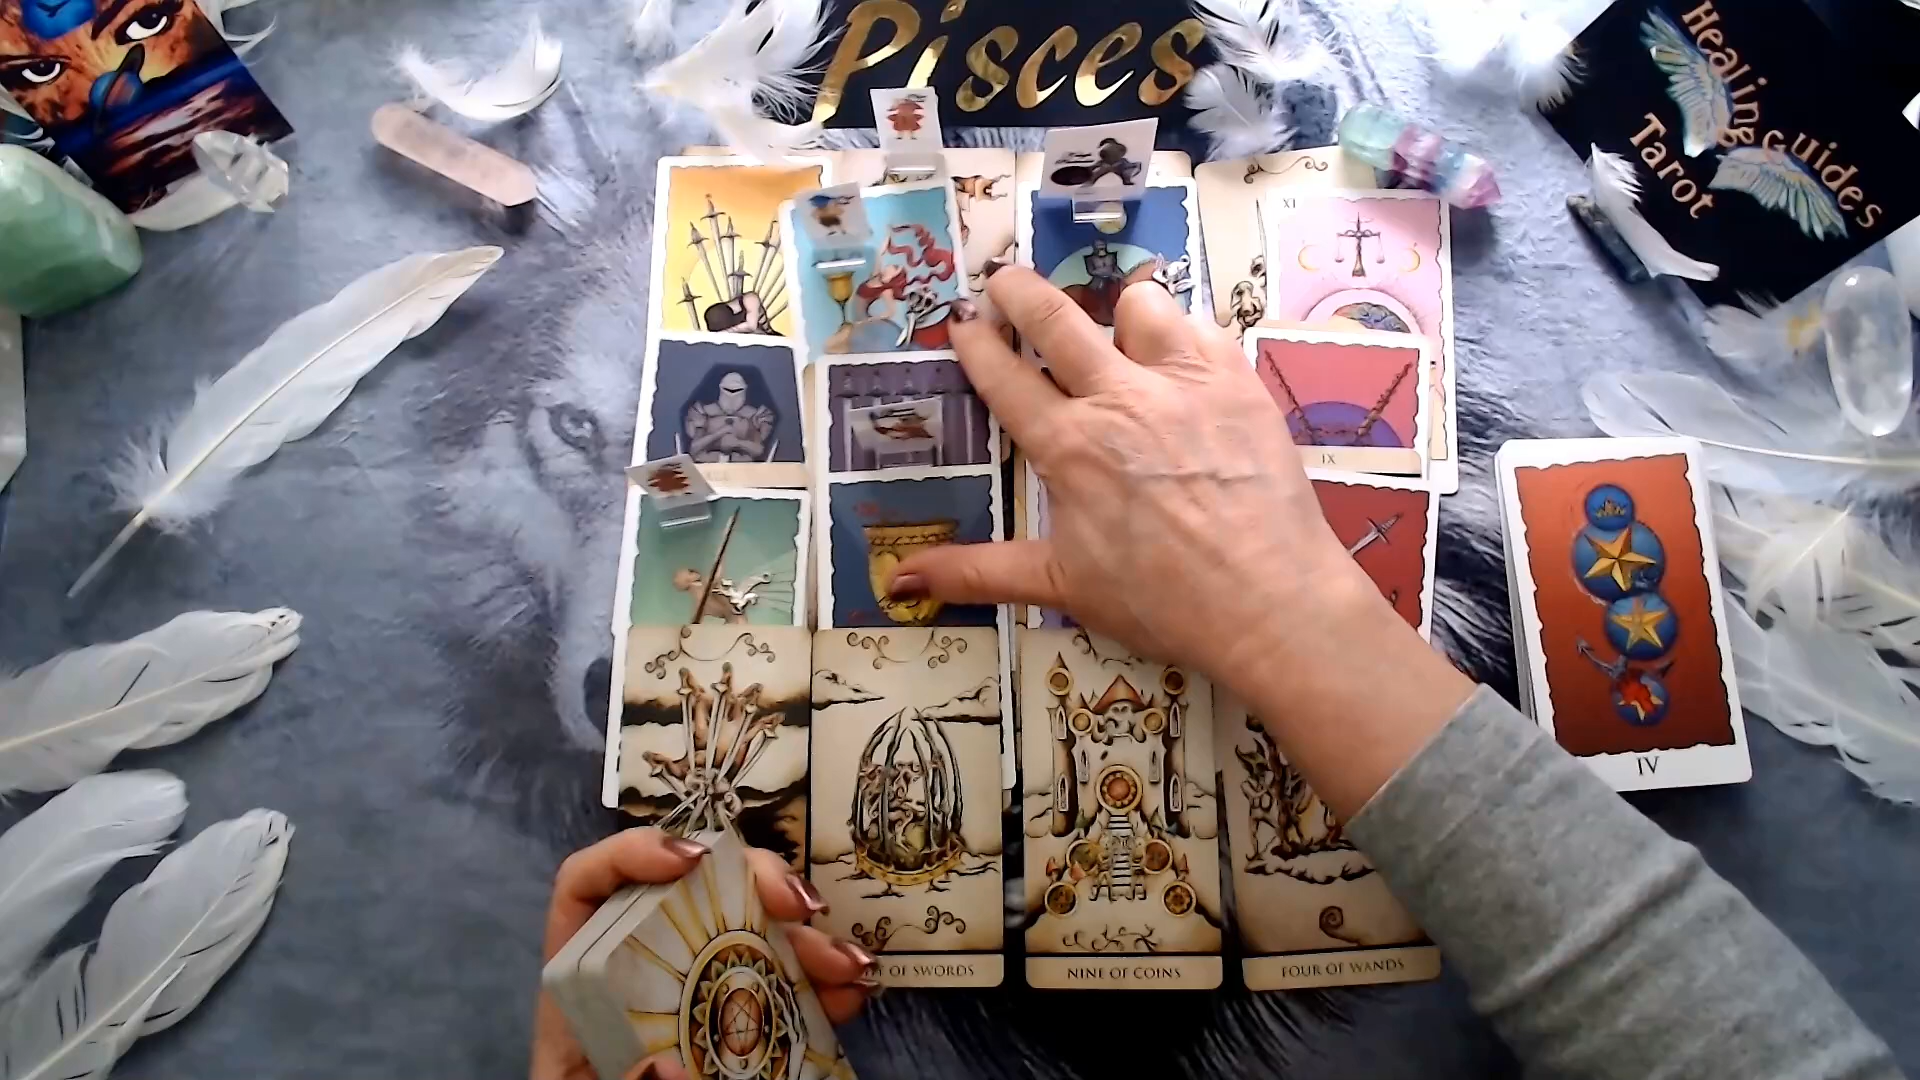 Pisces
Healing
Guides
Tarot
XI
IX
IV
OF SWORDS
NINE OF COINS
FOUR OF WANDS